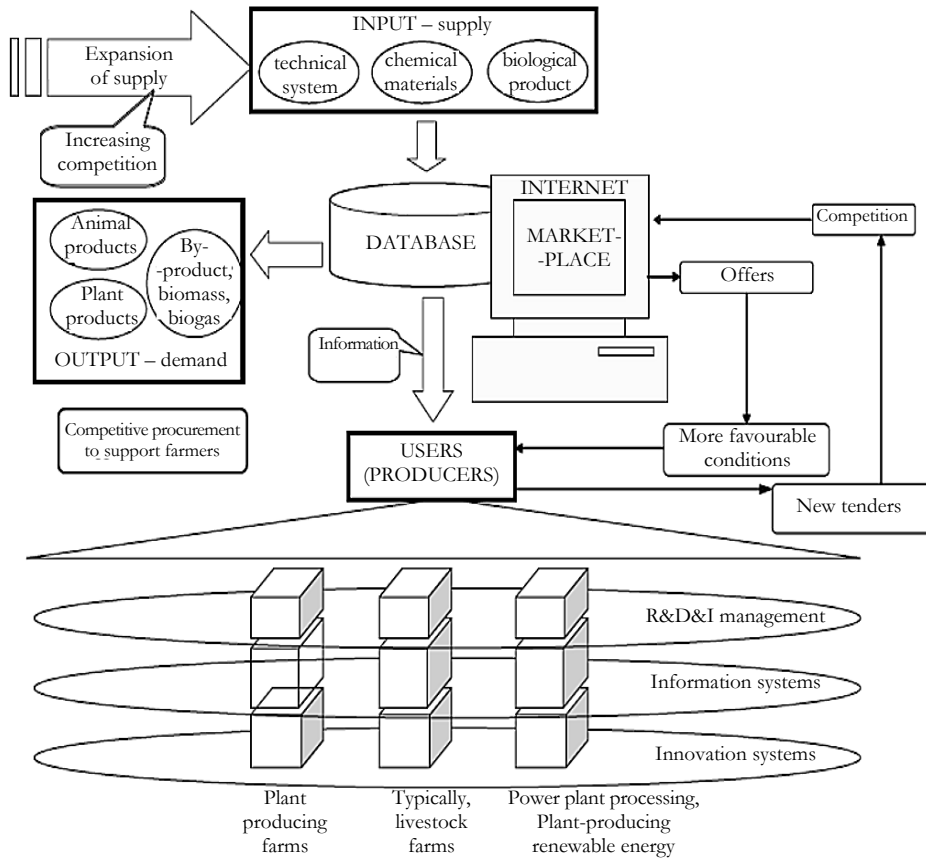 INPUT – supply
Expansion
of supply
technical
system
chemical
materials
biological
product
Increasing
competition
INTERNET
MARKET-
-PLACE
DATABASE
Competition
Offers
Animal
products
By-
-product,
biomass,
biogas
Plant
products
OUTPUT – demand
Information
Competitive procurement
to support farmers
USERS
(PRODUCERS)
More favourable
conditions
New tenders
R&D&I management
Information systems
Innovation systems
Plant
producing
farms
Typically,
livestock
farms
Power plant processing,
Plant-producing
renewable energy